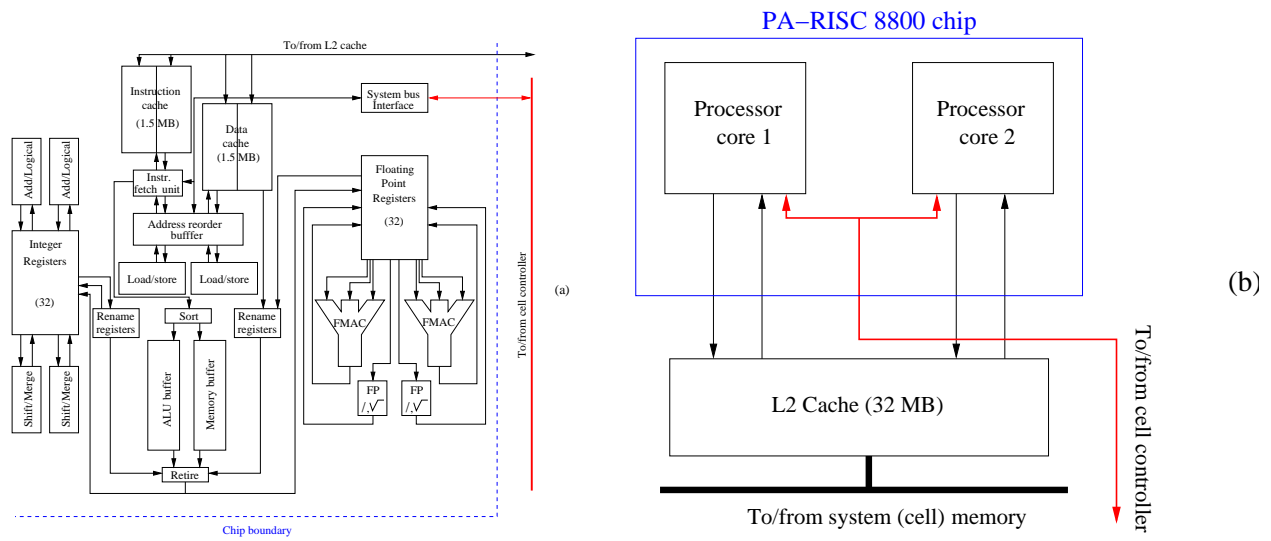 To/from L2 cache
Instruction
cache
(1.5 MB)
Data
cache
(1.5 MB)
System bus
Interface
Add/Logical
Add/Logical
Instr.
fetch unit
Floating
Point
Registers
(32)
Address reorder
bufffer
Integer
Registers
(32)
Load/store
Load/store
Rename
registers
Sort
Rename
registers
FMAC
FMAC
Shift/Merge
Shift/Merge
ALU buffer
Memory buffer
FP
/,√
FP
/,√
Retire
Chip boundary
To/from cell controller
(a)
PA–RISC 8800 chip
Processor
core 1
Processor
core 2
L2 Cache (32 MB)
To/from system (cell) memory
To/from cell controller
(b)